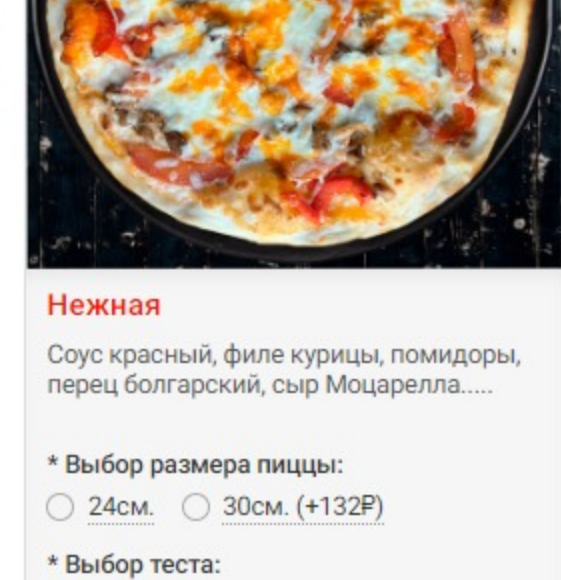 Нежная
Соус красный, филе курицы, помидоры,
перец болгарский, сыр Моцарелла.....
* Выбор размера пиццы:
24см. 30см. (+132₽)
* Выбор теста: